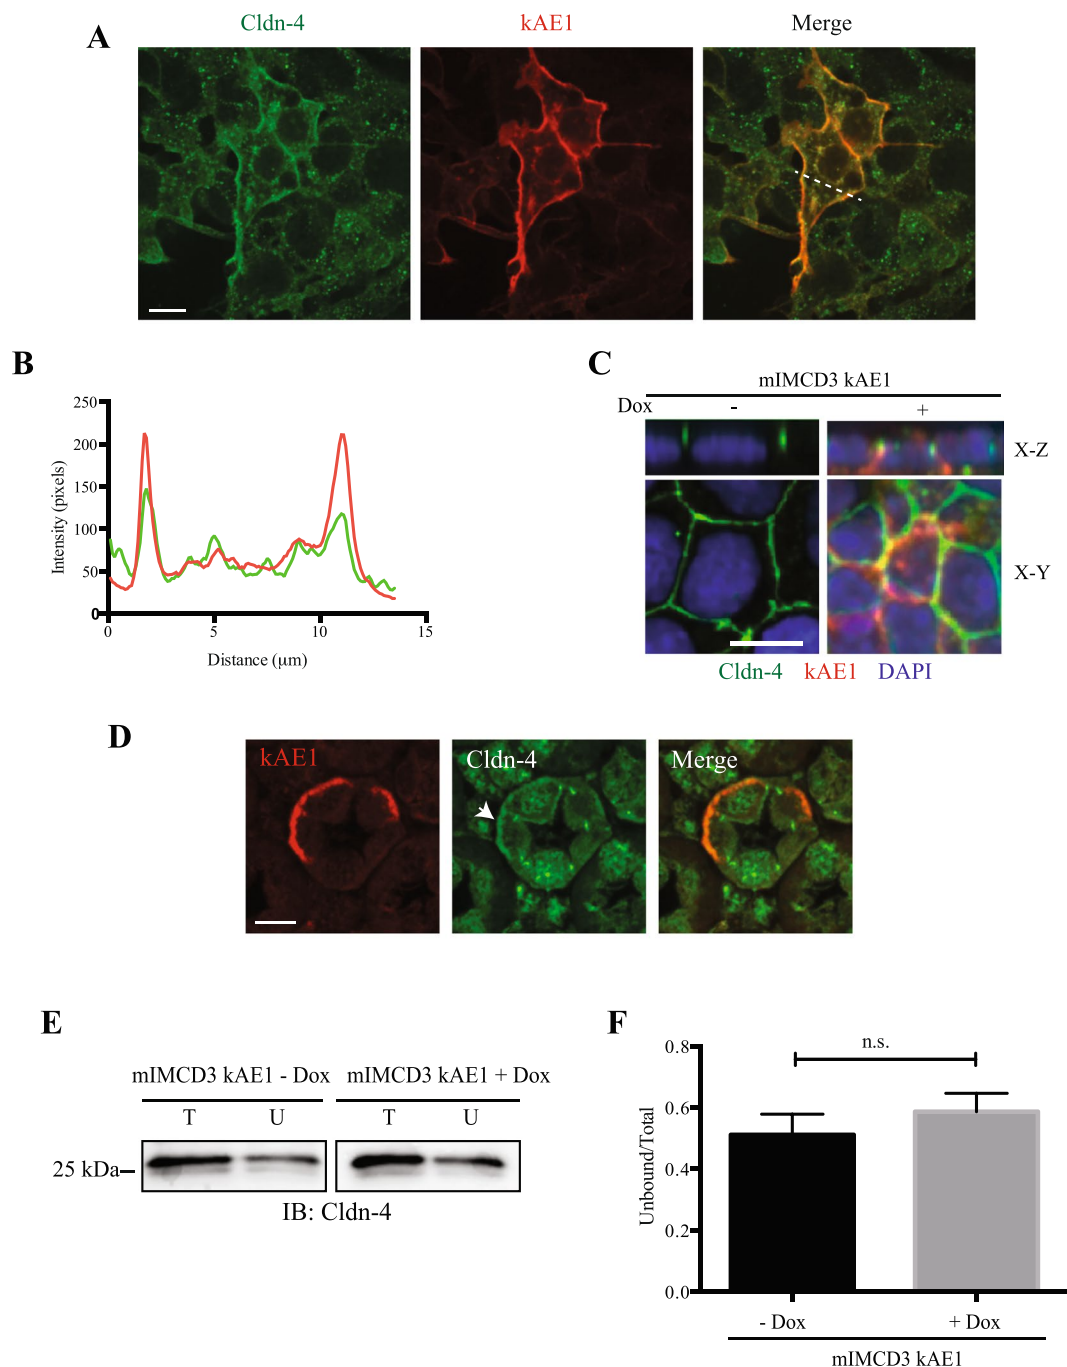 A
Cldn-4 kAE1 Merge
B
250
200
150
100
50
0
0 5 10 15
Intensity (pixels)
Distance (µm)
C
mIMCD3 kAE1
Dox - +
X-Z
X-Y
Cldn-4 kAE1 DAPI
D
kAE1 Cldn-4 Merge
E
mIMCD3 kAE1 - Dox mIMCD3 kAE1 + Dox
T U T U
25 kDa
IB: Cldn-4
F
n.s.
0.8
0.6
0.4
0.2
0.0
Unbound/Total
- Dox + Dox
mIMCD3 kAE1